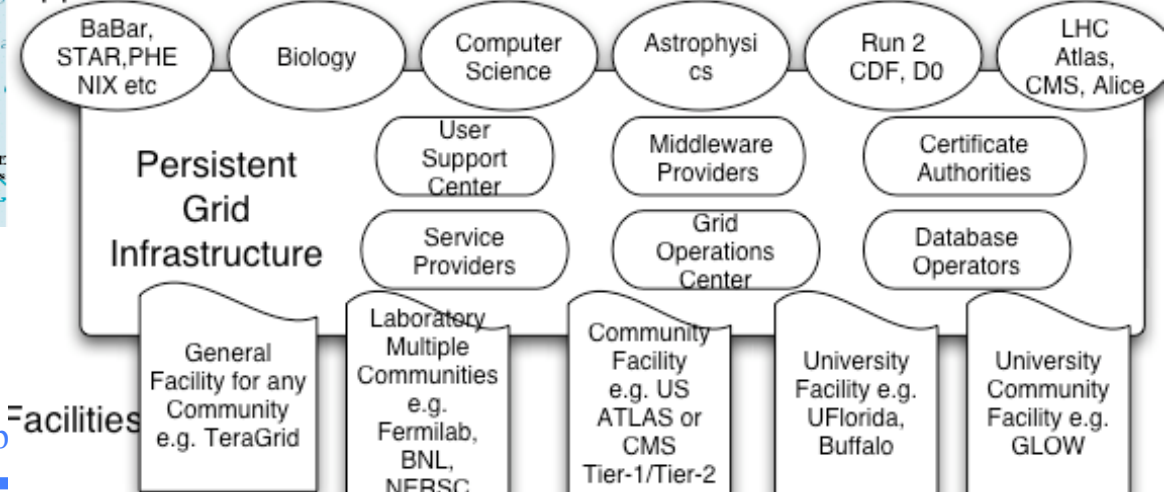 BaBar,
STAR,PHE
NIX etc
Biology
Computer
Science
Astrophysi
cs
Run 2
CDF, D0
LHC
Atlas,
CMS, Alice
Persistent
Grid
Infrastructure
User
Support
Center
Middleware
Providers
Certificate
Authorities
Service
Providers
Grid
Operations
Center
Database
Operators
Facilities
General
Facility for any
Community
e.g. TeraGrid
Laboratory
Multiple
Communities
e.g.
Fermilab,
BNL,
NERSC
Community
Facility
e.g. US
ATLAS or
CMS
Tier-1/Tier-2
University
Facility e.g.
UFlorida,
Buffalo
University
Community
Facility e.g.
GLOW